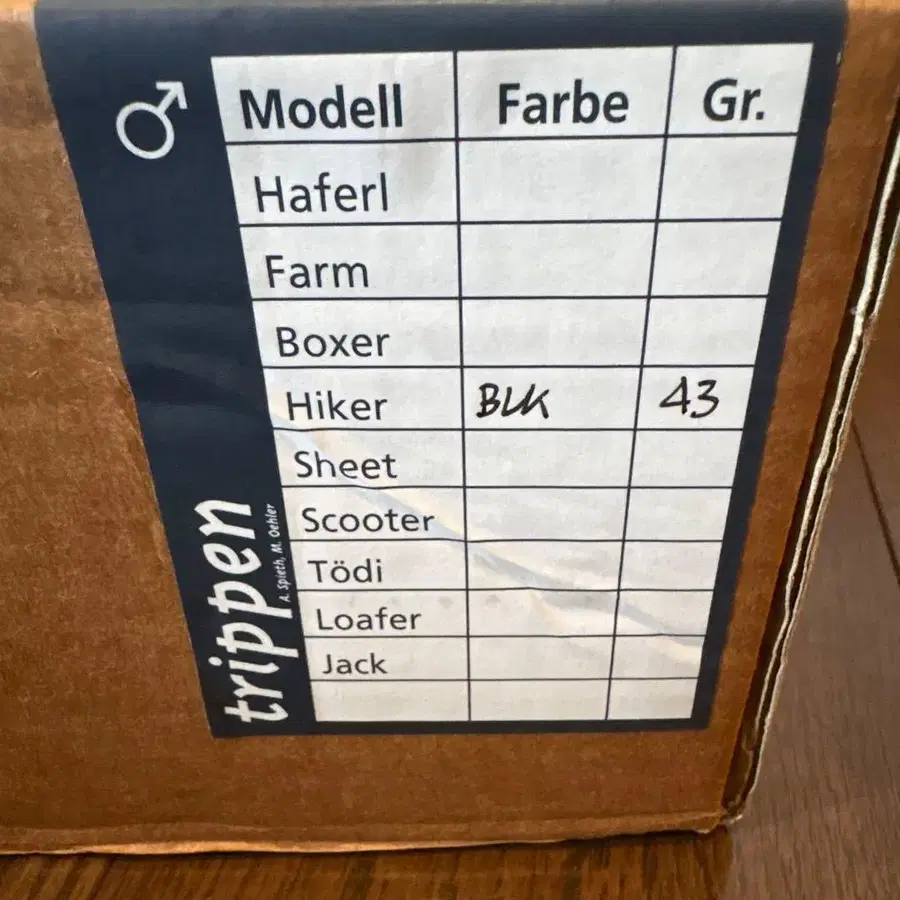 ♂
Modell Farbe Gr.
Haferl
Farm
Boxer
Hiker BLK 43
Sheet
Scooter
Tödi
Loafer
Jack
trippen
A. Spieth, M. Oehler